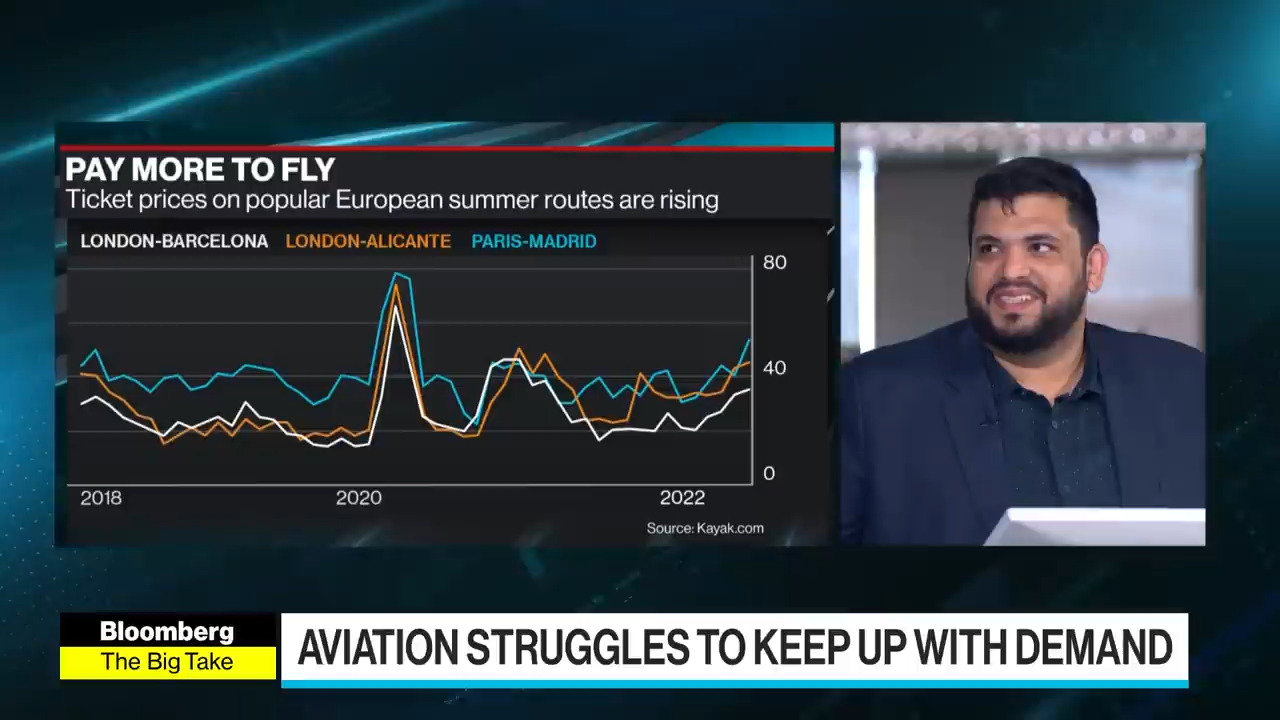 PAY MORE TO FLY
Ticket prices on popular European summer routes are rising
LONDON-BARCELONA LONDON-ALICANTE PARIS-MADRID
80
40
0
2018 2020 2022
Source: Kayak.com
Bloomberg
The Big Take
AVIATION STRUGGLES TO KEEP UP WITH DEMAND